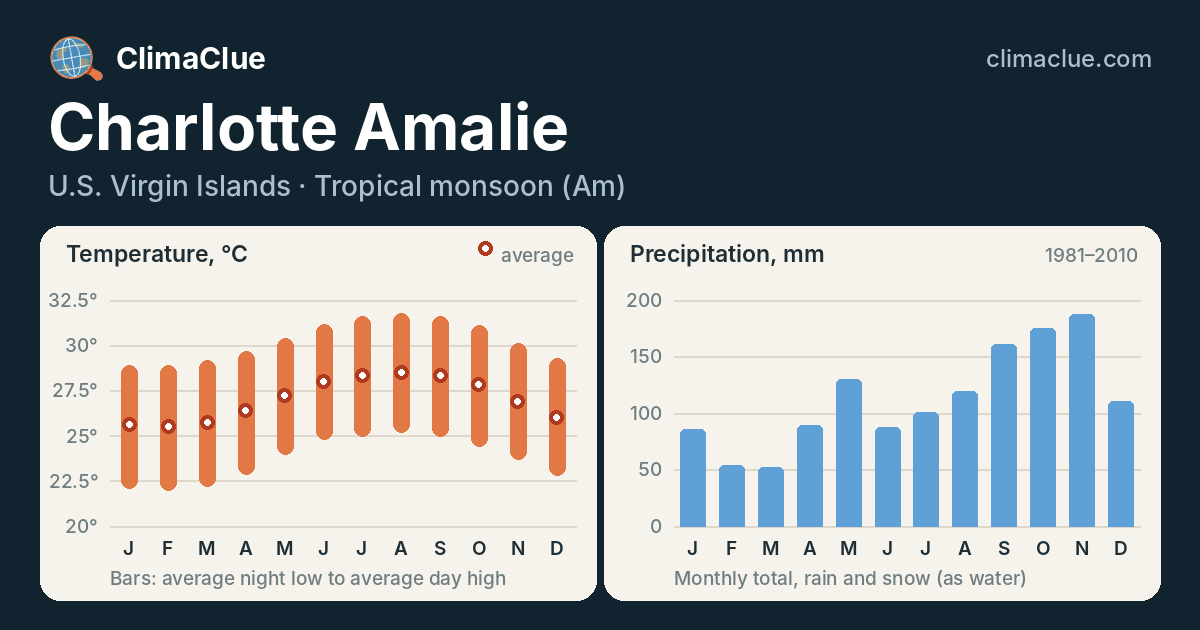 ClimaClue
climaclue.com
Charlotte Amalie
U.S. Virgin Islands · Tropical monsoon (Am)
Temperature, °C
average
32.5°
30°
27.5°
25°
22.5°
20°
J F M A M J J A S O N D
Bars: average night low to average day high
Precipitation, mm
1981–2010
200
150
100
50
0
J F M A M J J A S O N D
Monthly total, rain and snow (as water)